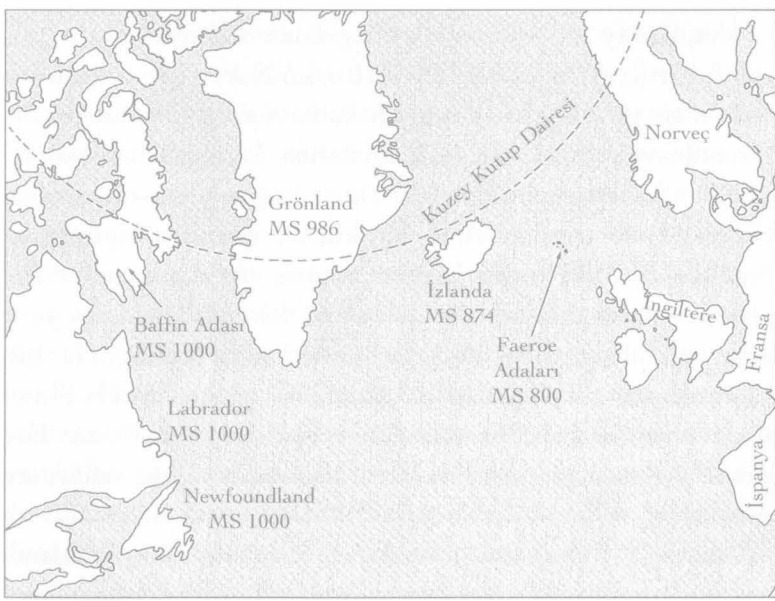 Norveç
Kuzey Kutup Dairesi
Grönland
MS 986
İzlanda
MS 874
İngiltere
Fransa
Baffin Adası
MS 1000
Faeroe
Adaları
MS 800
Labrador
MS 1000
İspanya
Newfoundland
MS 1000